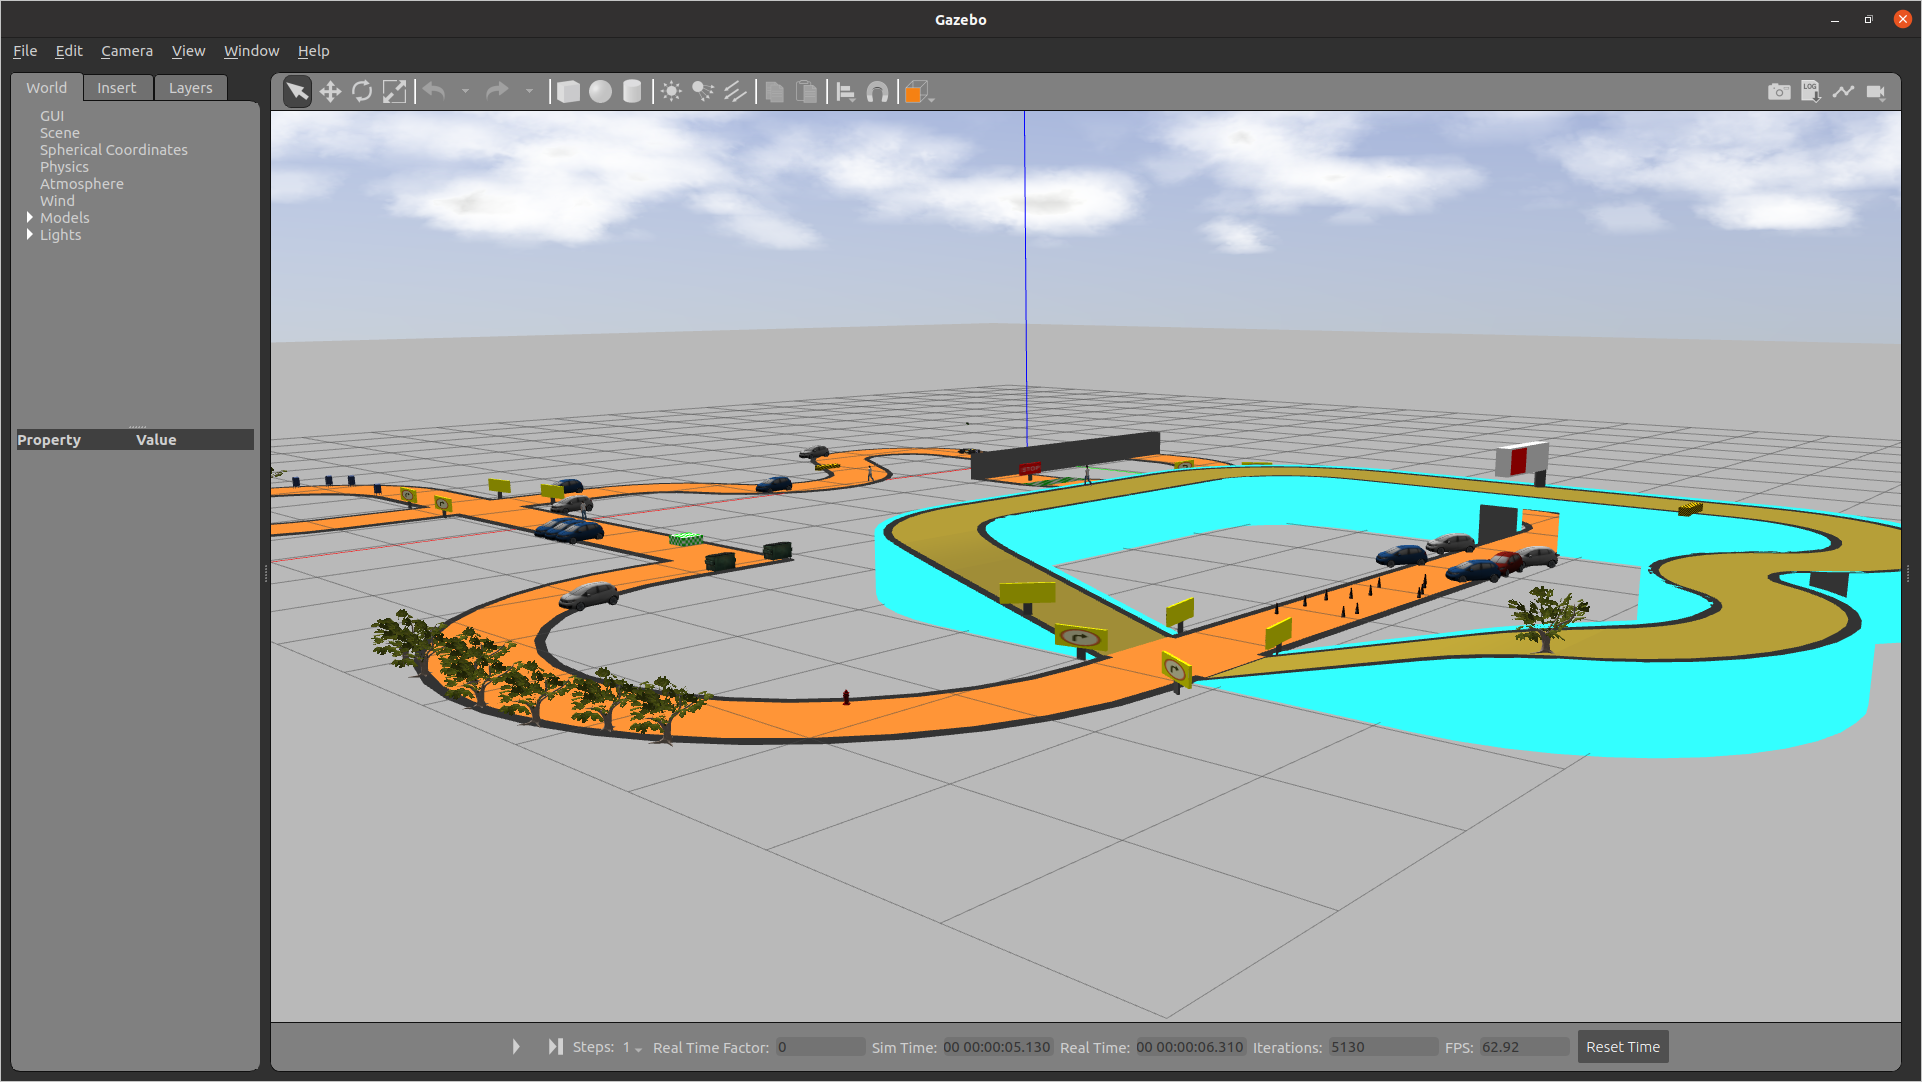 Gazebo
File Edit Camera View Window Help
World Insert Layers
LOG
GUI
Scene
Spherical Coordinates
Physics
Atmosphere
Wind
Models
Lights
Property Value
STOP
Steps: 1 Real Time Factor: 0 Sim Time: 00 00:00:05.130 Real Time: 00 00:00:06.310 Iterations: 5130 FPS: 62.92 Reset Time